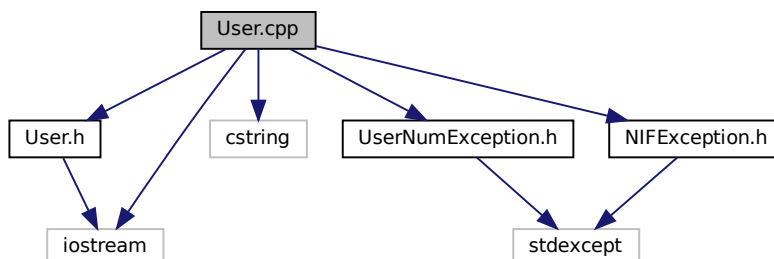 User.cpp
User.h
cstring
UserNumException.h
NIFException.h
iostream
stdexcept